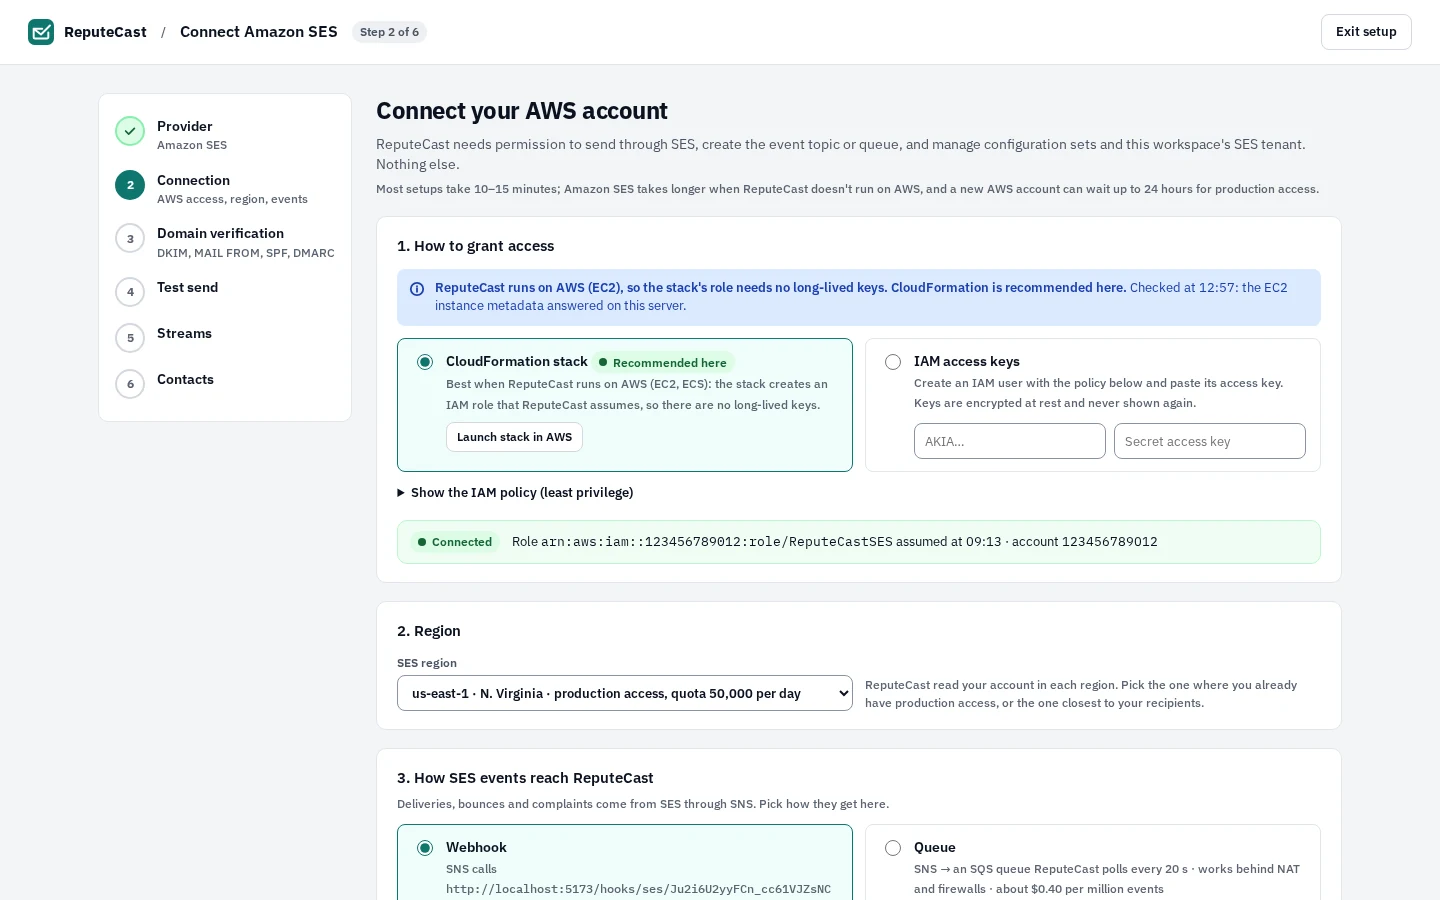 ReputeCast / Connect Amazon SES Step 2 of 6
Exit setup
Provider
Amazon SES
2 Connection
AWS access, region, events
3 Domain verification
DKIM, MAIL FROM, SPF, DMARC
4 Test send
5 Streams
6 Contacts
Connect your AWS account
ReputeCast needs permission to send through SES, create the event topic or queue, and manage configuration sets and this workspace's SES tenant.
Nothing else.
Most setups take 10–15 minutes; Amazon SES takes longer when ReputeCast doesn't run on AWS, and a new AWS account can wait up to 24 hours for production access.
1. How to grant access
ReputeCast runs on AWS (EC2), so the stack's role needs no long-lived keys. CloudFormation is recommended here. Checked at 12:57: the EC2
instance metadata answered on this server.
CloudFormation stack Recommended here
Best when ReputeCast runs on AWS (EC2, ECS): the stack creates an
IAM role that ReputeCast assumes, so there are no long-lived keys.
Launch stack in AWS
IAM access keys
Create an IAM user with the policy below and paste its access key.
Keys are encrypted at rest and never shown again.
AKIA…
Secret access key
Show the IAM policy (least privilege)
Connected Role arn:aws:iam::123456789012:role/ReputeCastSES assumed at 09:13 · account 123456789012
2. Region
SES region
us-east-1 · N. Virginia · production access, quota 50,000 per day
ReputeCast read your account in each region. Pick the one where you already
have production access, or the one closest to your recipients.
3. How SES events reach ReputeCast
Deliveries, bounces and complaints come from SES through SNS. Pick how they get here.
Webhook
SNS calls
http://localhost:5173/hooks/ses/Ju2i6U2yyFCn_cc61VJZsNC
Queue
SNS → an SQS queue ReputeCast polls every 20 s · works behind NAT
and firewalls · about $0.40 per million events